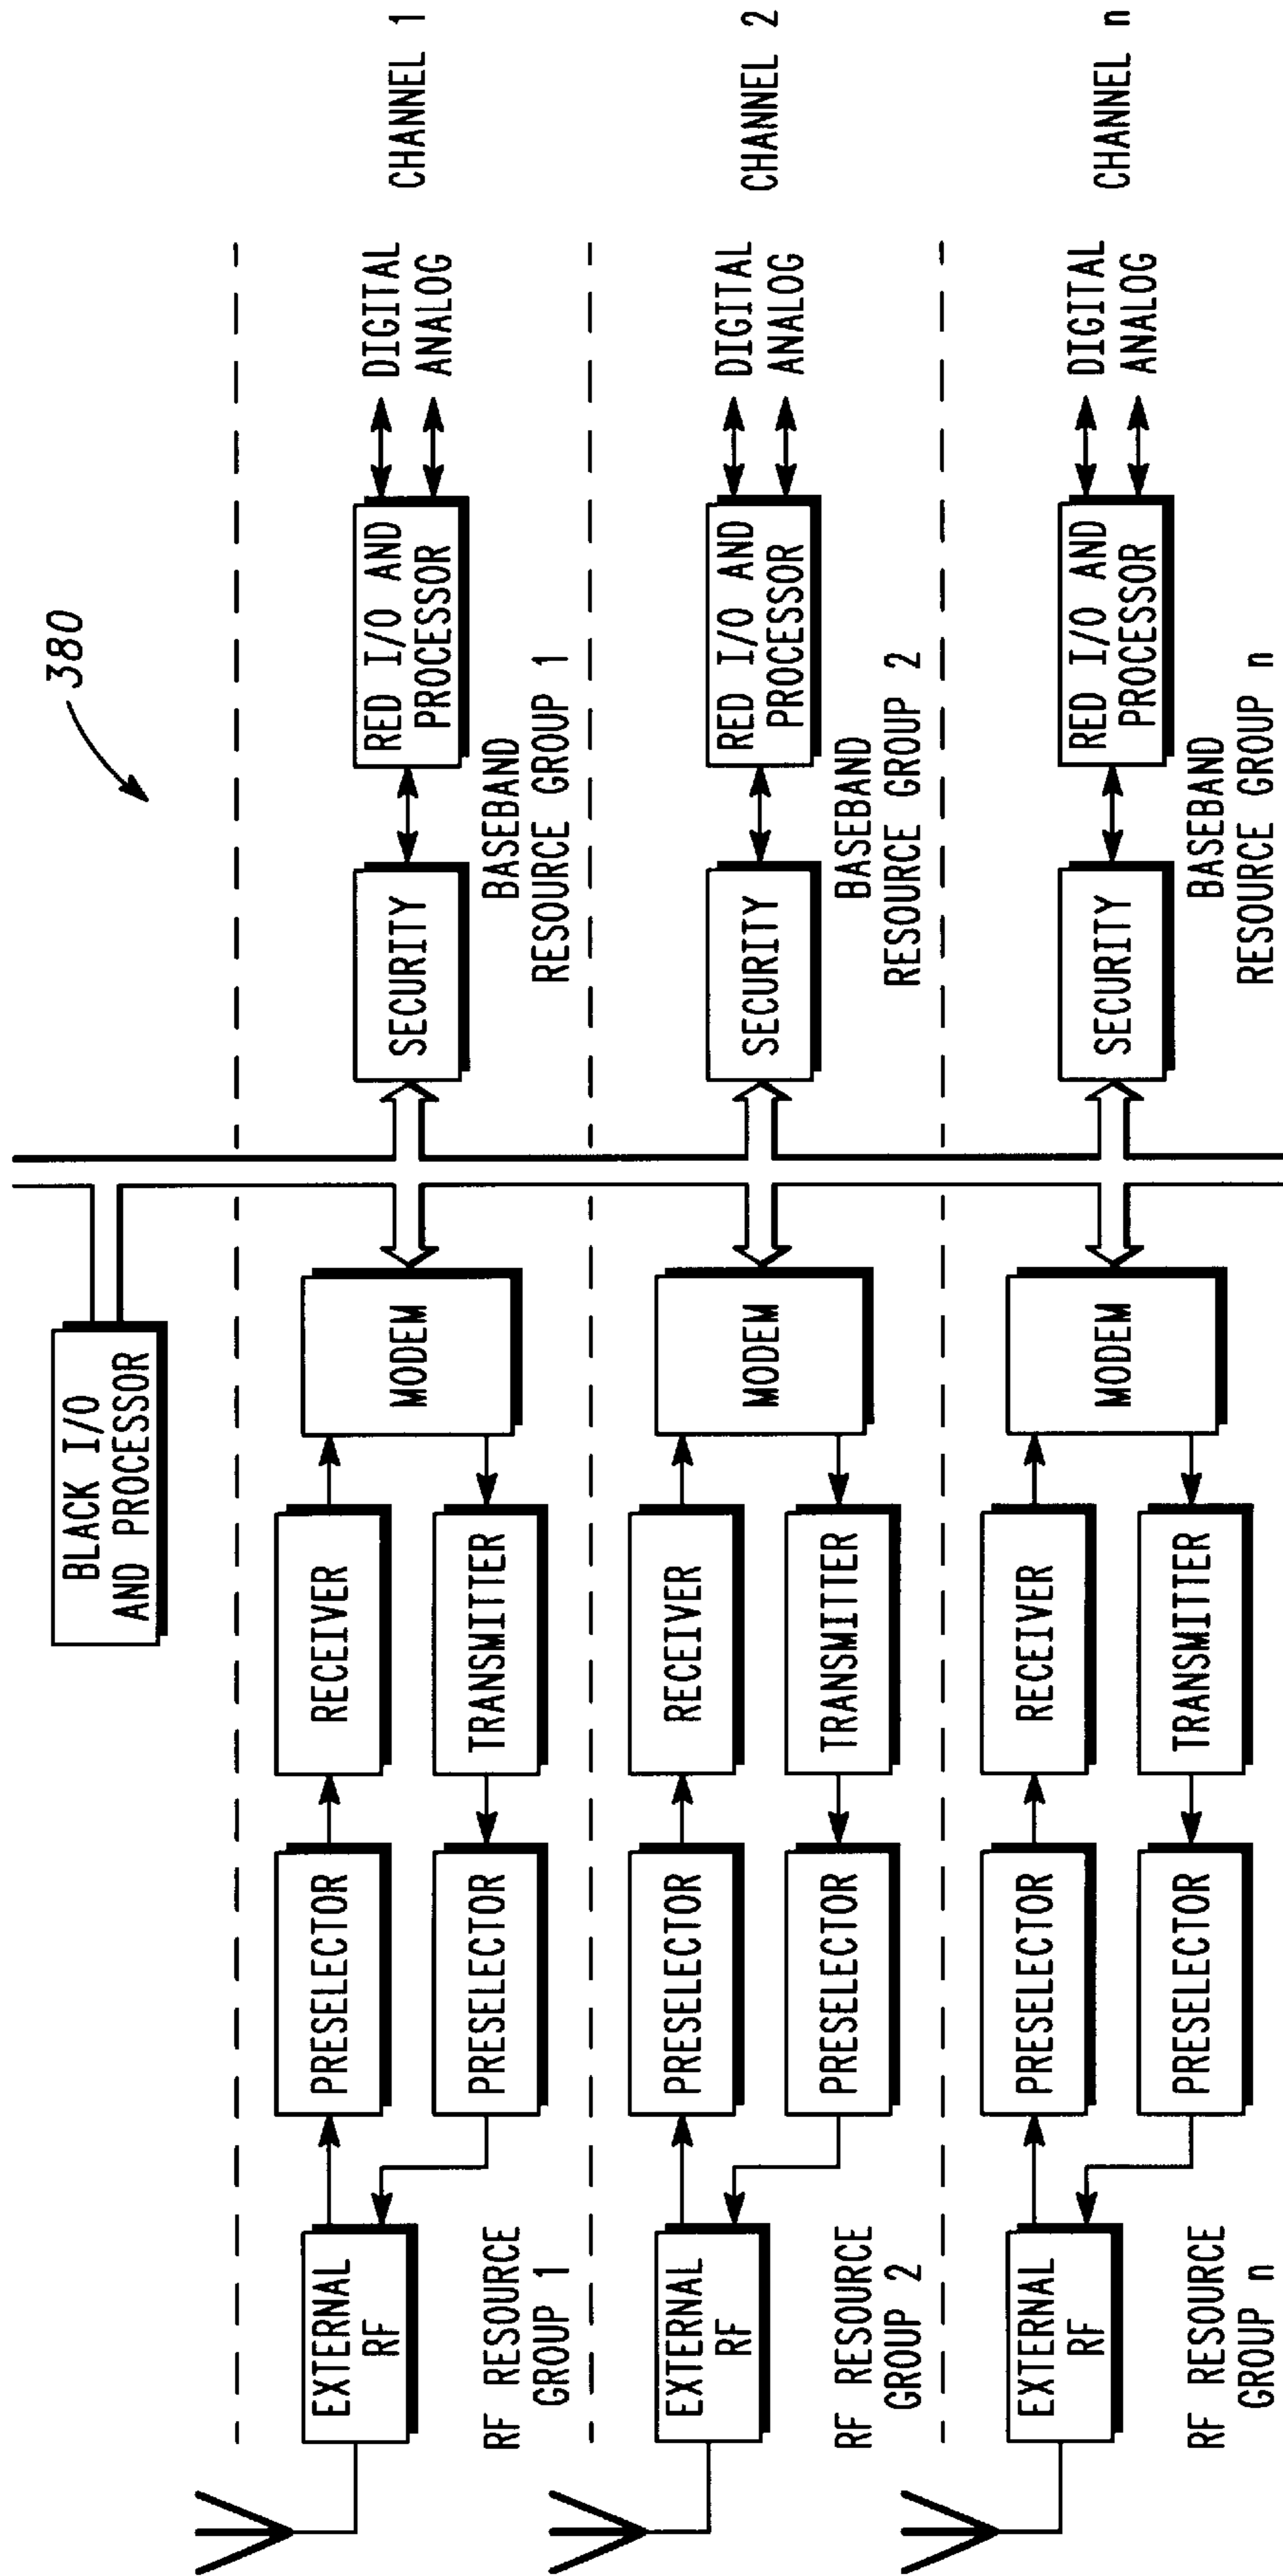 380
BLACK I/O
AND PROCESSOR
EXTERNAL
RF
PRESELECTOR
RECEIVER
PRESELECTOR
TRANSMITTER
MODEM
SECURITY
RED I/O AND
PROCESSOR
DIGITAL
ANALOG
CHANNEL 1
RF RESOURCE
GROUP 1
BASEBAND
RESOURCE GROUP 1
EXTERNAL
RF
PRESELECTOR
RECEIVER
PRESELECTOR
TRANSMITTER
MODEM
SECURITY
RED I/O AND
PROCESSOR
DIGITAL
ANALOG
CHANNEL 2
RF RESOURCE
GROUP 2
BASEBAND
RESOURCE GROUP 2
EXTERNAL
RF
PRESELECTOR
RECEIVER
PRESELECTOR
TRANSMITTER
MODEM
SECURITY
RED I/O AND
PROCESSOR
DIGITAL
ANALOG
CHANNEL n
RF RESOURCE
GROUP n
BASEBAND
RESOURCE GROUP n